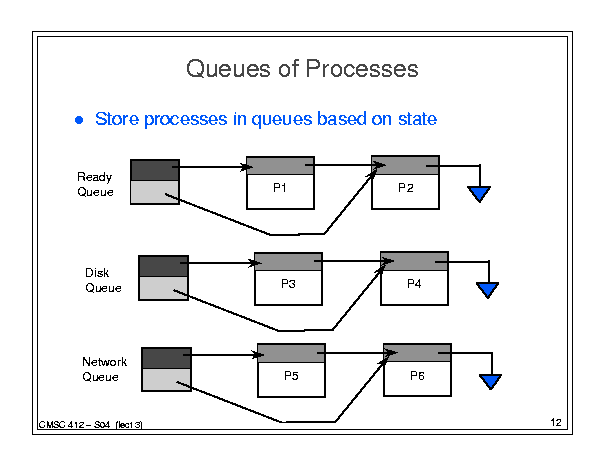 Queues of Processes
● Store processes in queues based on state
Ready
Queue
P1
P2
Disk
Queue
P3
P4
Network
Queue
P5
P6
CMSC 412 – S04 (lect 3)
12